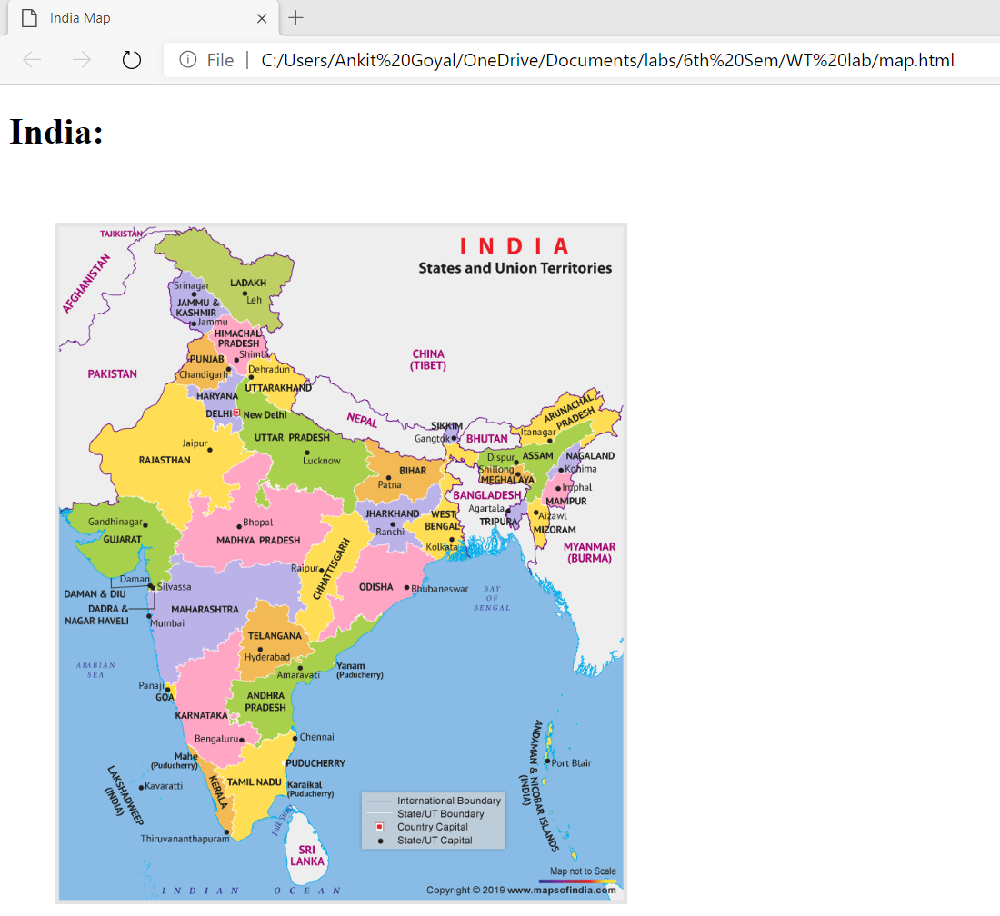 India Map
File | C:/Users/Ankit%20Goyal/OneDrive/Documents/labs/6th%20Sem/WT%20lab/map.html
India:
INDIA
States and Union Territories
TAJIKISTAN
AFGHANISTAN
PAKISTAN
CHINA
(TIBET)
NEPAL
BHUTAN
BANGLADESH
MYANMAR
(BURMA)
SRI
LANKA
Srinagar
LADAKH
Leh
JAMMU &
KASHMIR
Jammu
HIMACHAL
PRADESH
Shimla
PUNJAB
Chandigarh
Dehradun
UTTARAKHAND
HARYANA
DELHI
New Delhi
UTTAR PRADESH
Lucknow
Jaipur
RAJASTHAN
BIHAR
Patna
SIKKIM
Gangtok
ARUNACHAL
PRADESH
Itanagar
Dispur
ASSAM
NAGALAND
Shillong
Kohima
MEGHALAYA
Imphal
MANIPUR
Agartala
TRIPURA
Aizawl
MIZORAM
JHARKHAND
Ranchi
WEST
BENGAL
Kolkata
Gandhinagar
GUJARAT
Bhopal
MADHYA PRADESH
CHHATTISGARH
Raipur
ODISHA
Bhubaneswar
BAY
OF
BENGAL
Daman
Silvassa
DAMAN & DIU
DADRA &
NAGAR HAVELI
MAHARASHTRA
Mumbai
TELANGANA
Hyderabad
Amaravati
Yanam
(Puducherry)
ARABIAN
SEA
Panaji
GOA
ANDHRA
PRADESH
KARNATAKA
Bengaluru
Chennai
Mahe
(Puducherry)
PUDUCHERRY
TAMIL NADU
Karaikal
(Puducherry)
KERALA
Kavaratti
LAKSHADWEEP
(INDIA)
Thiruvananthapuram
Palk
Port Blair
ANDAMAN & NICOBAR ISLANDS
(INDIA)
International Boundary
State/UT Boundary
Country Capital
State/UT Capital
INDIAN OCEAN
Map not to Scale
Copyright © 2019 www.mapsofindia.com